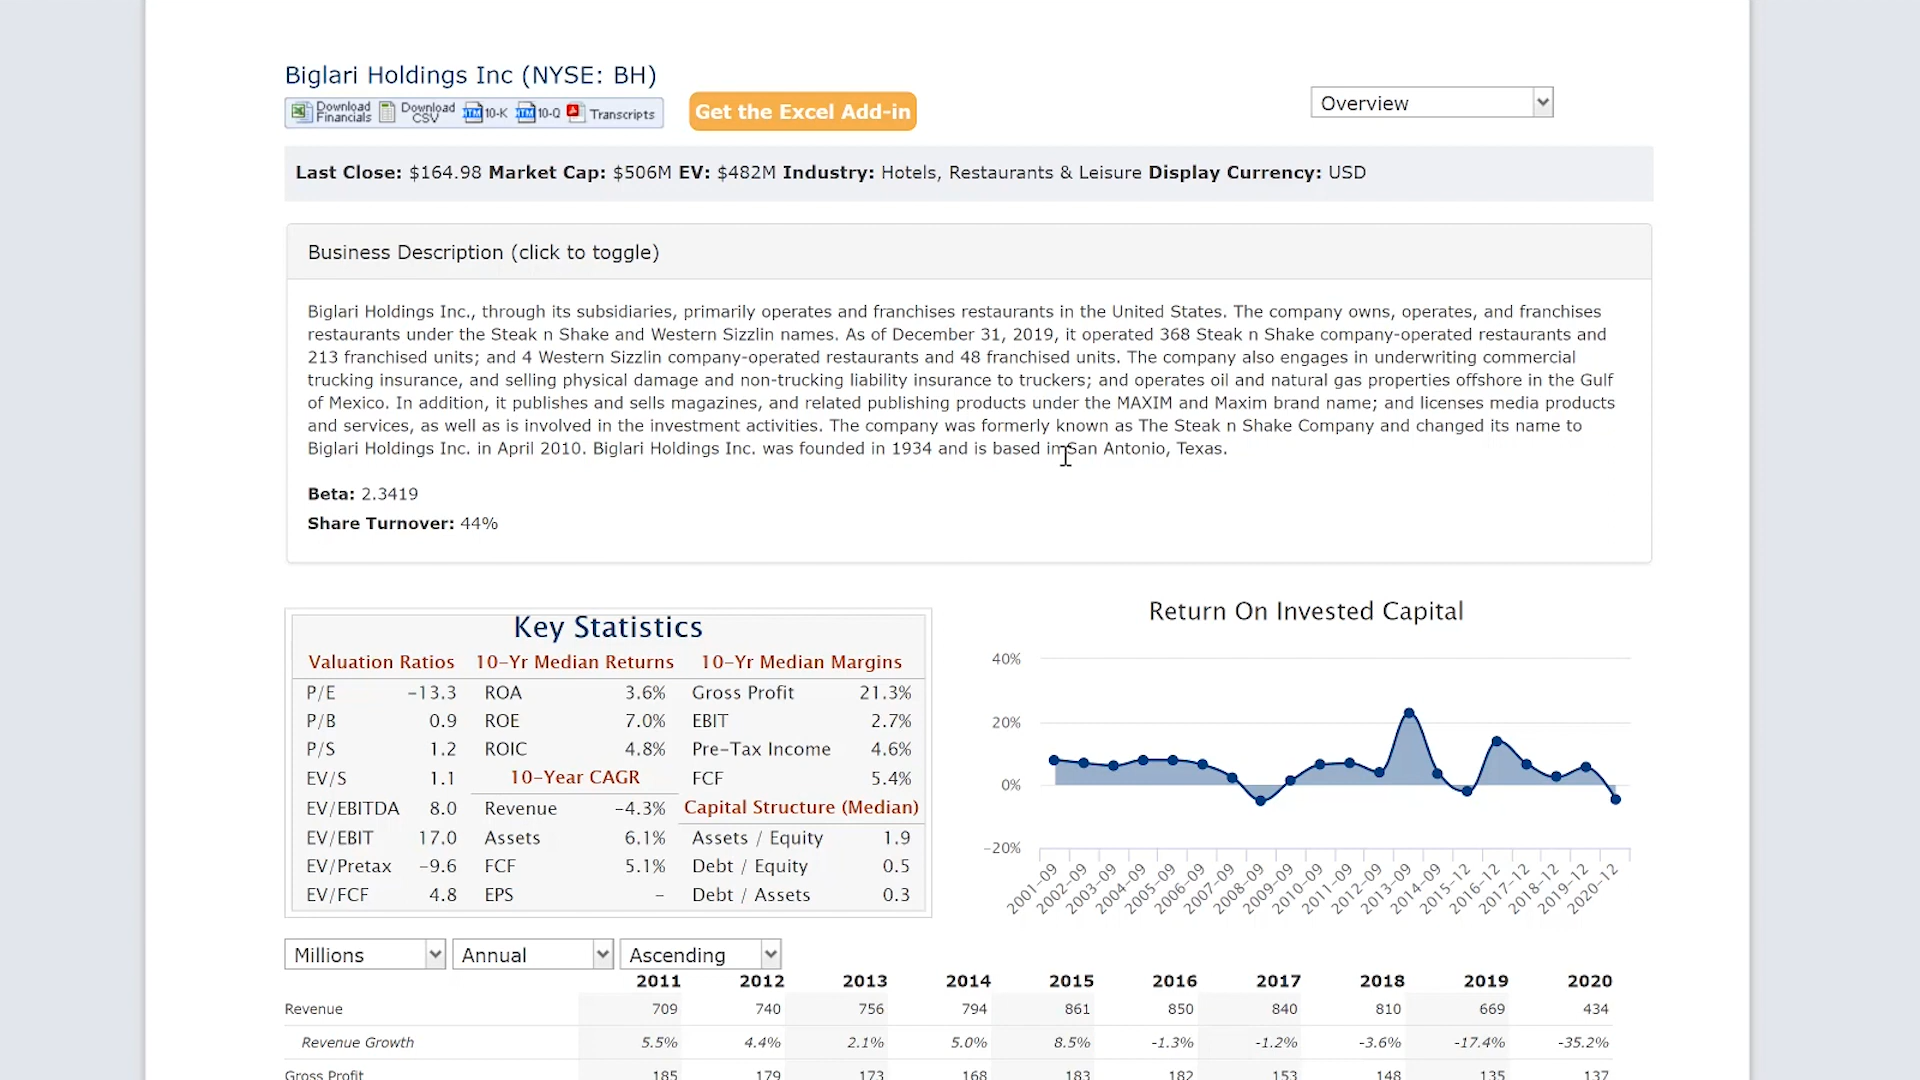 Biglari Holdings Inc (NYSE: BH)
Download Financials Download CSV 10-K 10-Q Transcripts
Get the Excel Add-in
Overview
Last Close: $164.98 Market Cap: $506M EV: $482M Industry: Hotels, Restaurants & Leisure Display Currency: USD
Business Description (click to toggle)
Biglari Holdings Inc., through its subsidiaries, primarily operates and franchises restaurants in the United States. The company owns, operates, and franchises
restaurants under the Steak n Shake and Western Sizzlin names. As of December 31, 2019, it operated 368 Steak n Shake company-operated restaurants and
213 franchised units; and 4 Western Sizzlin company-operated restaurants and 48 franchised units. The company also engages in underwriting commercial
trucking insurance, and selling physical damage and non-trucking liability insurance to truckers; and operates oil and natural gas properties offshore in the Gulf
of Mexico. In addition, it publishes and sells magazines, and related publishing products under the MAXIM and Maxim brand name; and licenses media products
and services, as well as is involved in the investment activities. The company was formerly known as The Steak n Shake Company and changed its name to
Biglari Holdings Inc. in April 2010. Biglari Holdings Inc. was founded in 1934 and is based in San Antonio, Texas.
Beta: 2.3419
Share Turnover: 44%
Key Statistics
Valuation Ratios 10-Yr Median Returns 10-Yr Median Margins
P/E -13.3 ROA 3.6% Gross Profit 21.3%
P/B 0.9 ROE 7.0% EBIT 2.7%
P/S 1.2 ROIC 4.8% Pre-Tax Income 4.6%
EV/S 1.1 10-Year CAGR FCF 5.4%
EV/EBITDA 8.0 Revenue -4.3% Capital Structure (Median)
EV/EBIT 17.0 Assets 6.1% Assets / Equity 1.9
EV/Pretax -9.6 FCF 5.1% Debt / Equity 0.5
EV/FCF 4.8 EPS - Debt / Assets 0.3
Return On Invested Capital
40%
20%
0%
-20%
2001-09 2002-09 2003-09 2004-09 2005-09 2006-09 2007-09 2008-09 2009-09 2010-09 2011-09 2012-09 2013-09 2014-09 2015-12 2016-12 2017-12 2018-12 2019-12 2020-12
Millions Annual Ascending
2011 2012 2013 2014 2015 2016 2017 2018 2019 2020
Revenue 709 740 756 794 861 850 840 810 669 434
Revenue Growth 5.5% 4.4% 2.1% 5.0% 8.5% -1.3% -1.2% -3.6% -17.4% -35.2%
Gross Profit 185 179 173 168 183 182 153 148 135 137